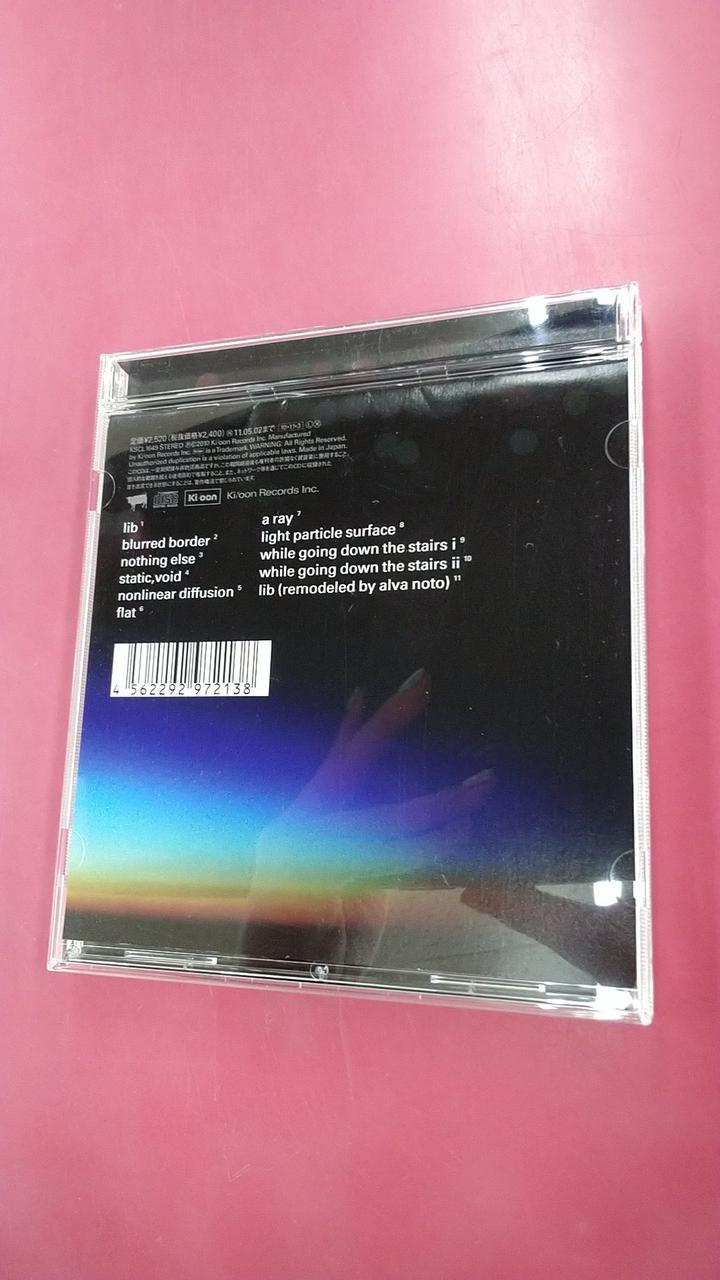 定価¥2,520(税抜価格¥2,400) Ⓗ11.05.02まで 10・11・3 Ⓛ Ⓧ
KSCL 1649 STEREO ℗©2010 Ki/oon Records Inc. Manufactured
by Ki/oon Records Inc. is a Trademark. WARNING: All Rights Reserved.
Unauthorized duplication is a violation of applicable laws. Made in Japan.
Ki/oon Ki/oon Records Inc.
lib 1
blurred border 2
nothing else 3
static,void 4
nonlinear diffusion 5
flat 6
a ray 7
light particle surface 8
while going down the stairs i 9
while going down the stairs ii 10
lib (remodeled by alva noto) 11
4 562292 972138